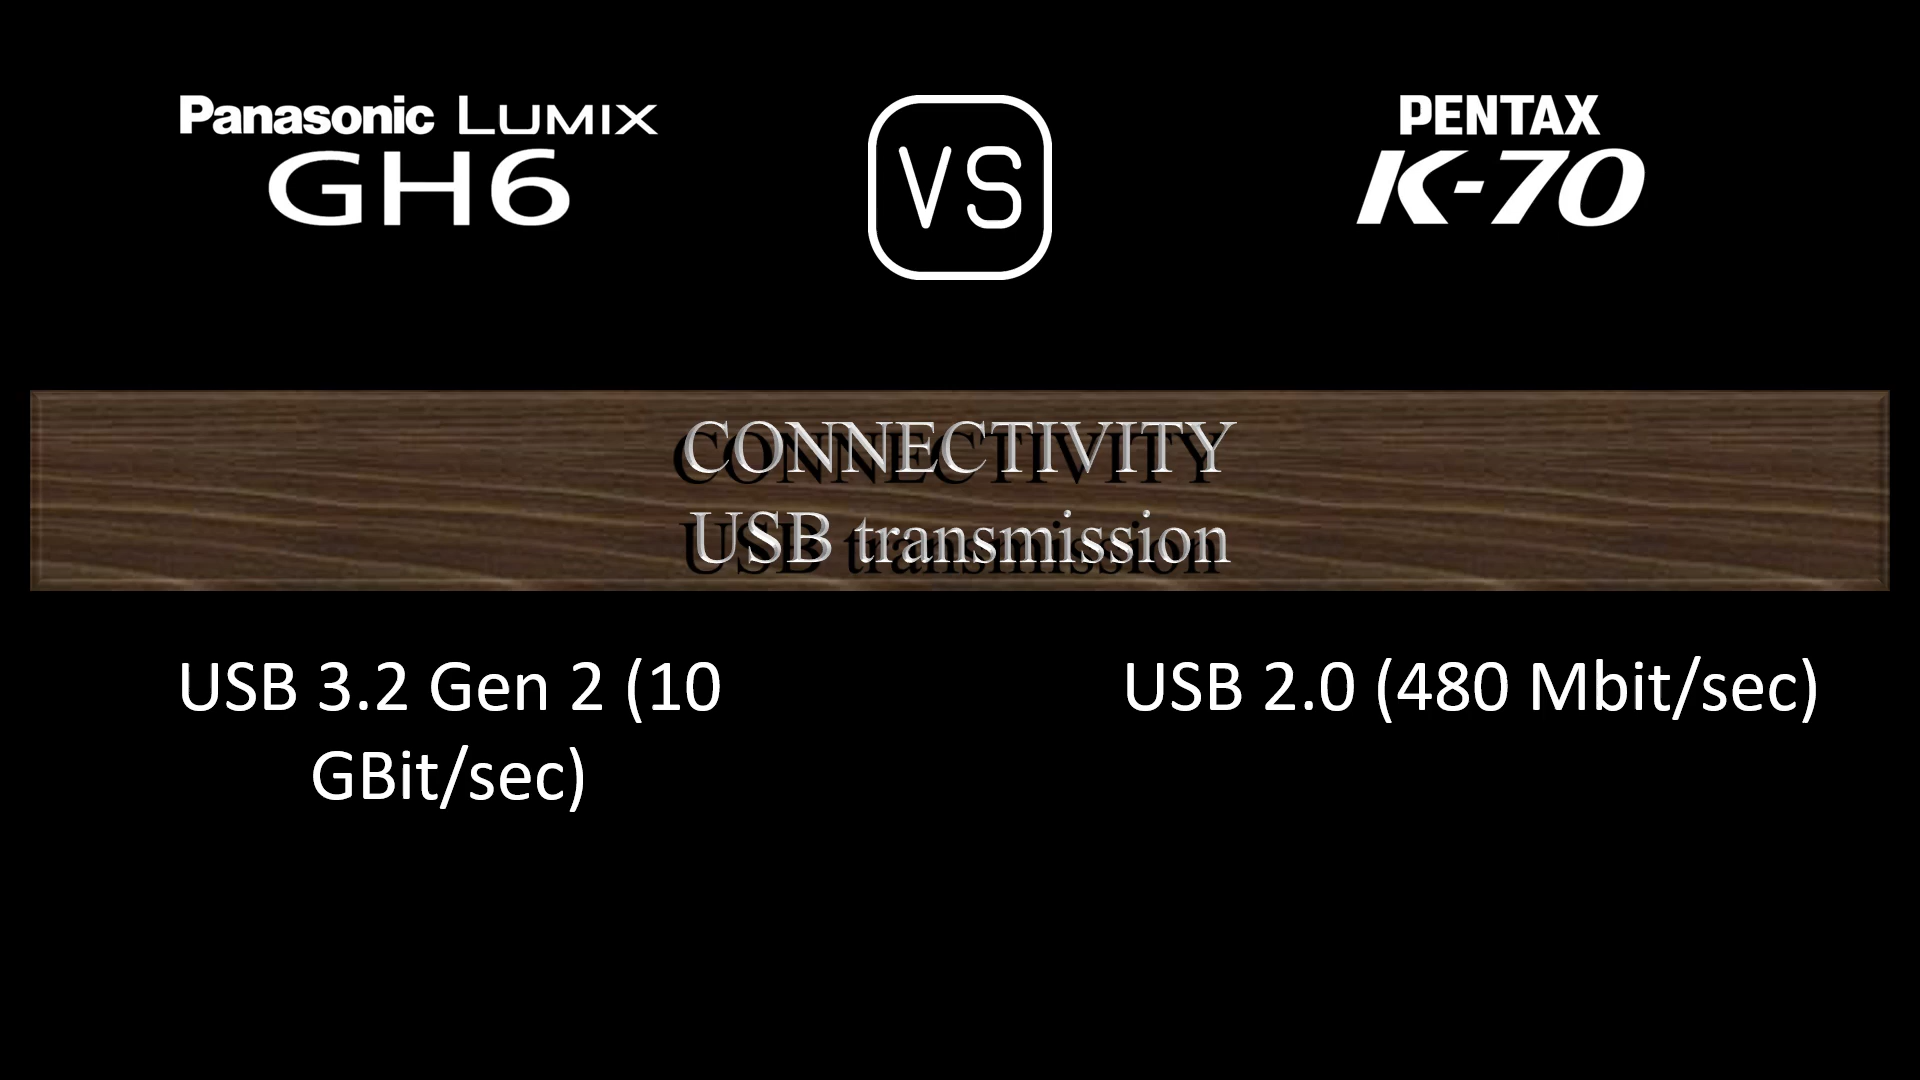 Panasonic LUMIX
GH6
VS
PENTAX
K-70
CONNECTIVITY
USB transmission
USB 3.2 Gen 2 (10
GBit/sec)
USB 2.0 (480 Mbit/sec)